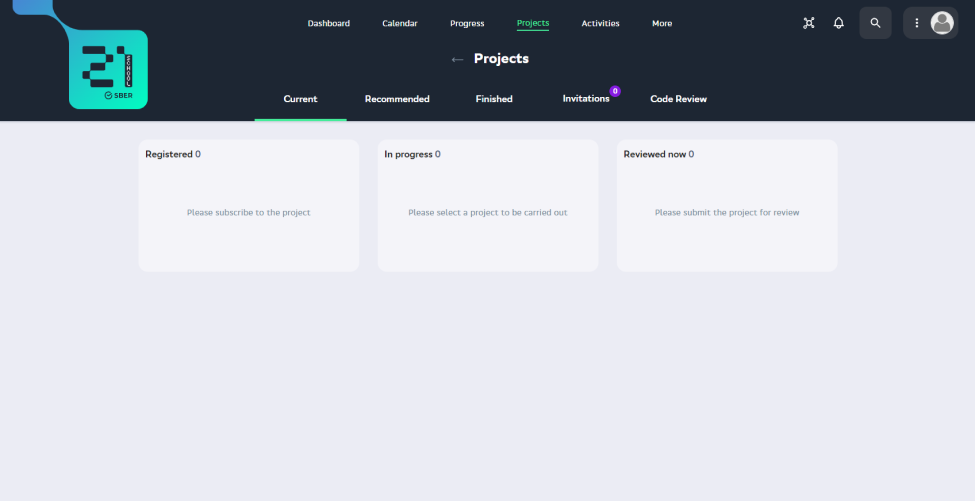 Dashboard Calendar Progress Projects Activities More
21
SCHOOL
SBER
← Projects
Current Recommended Finished Invitations 0 Code Review
Registered 0
Please subscribe to the project
In progress 0
Please select a project to be carried out
Reviewed now 0
Please submit the project for review